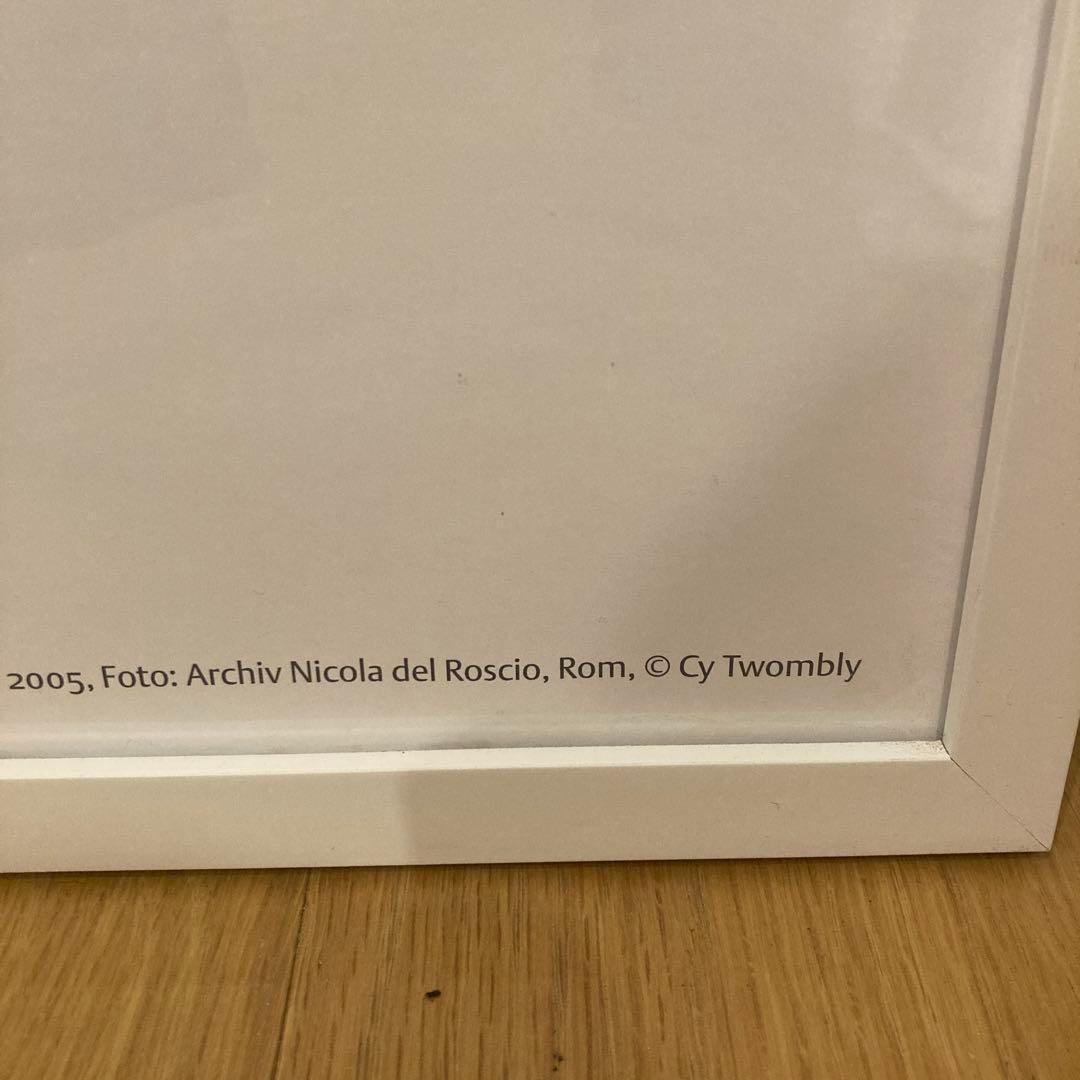 2005, Foto: Archiv Nicola del Roscio, Rom, © Cy Twombly